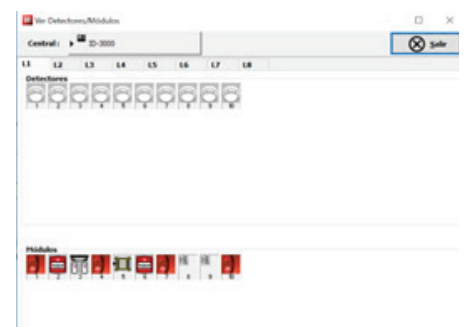 Ver Detectores/Módulos
Central: ID-3000
Salir
L1 L2 L3 L4 L5 L6 L7 L8
Detectores
1 2 3 4 5 6 7 8 9 10
Módulos
1 2 3 4 5 6 7 8 9 10